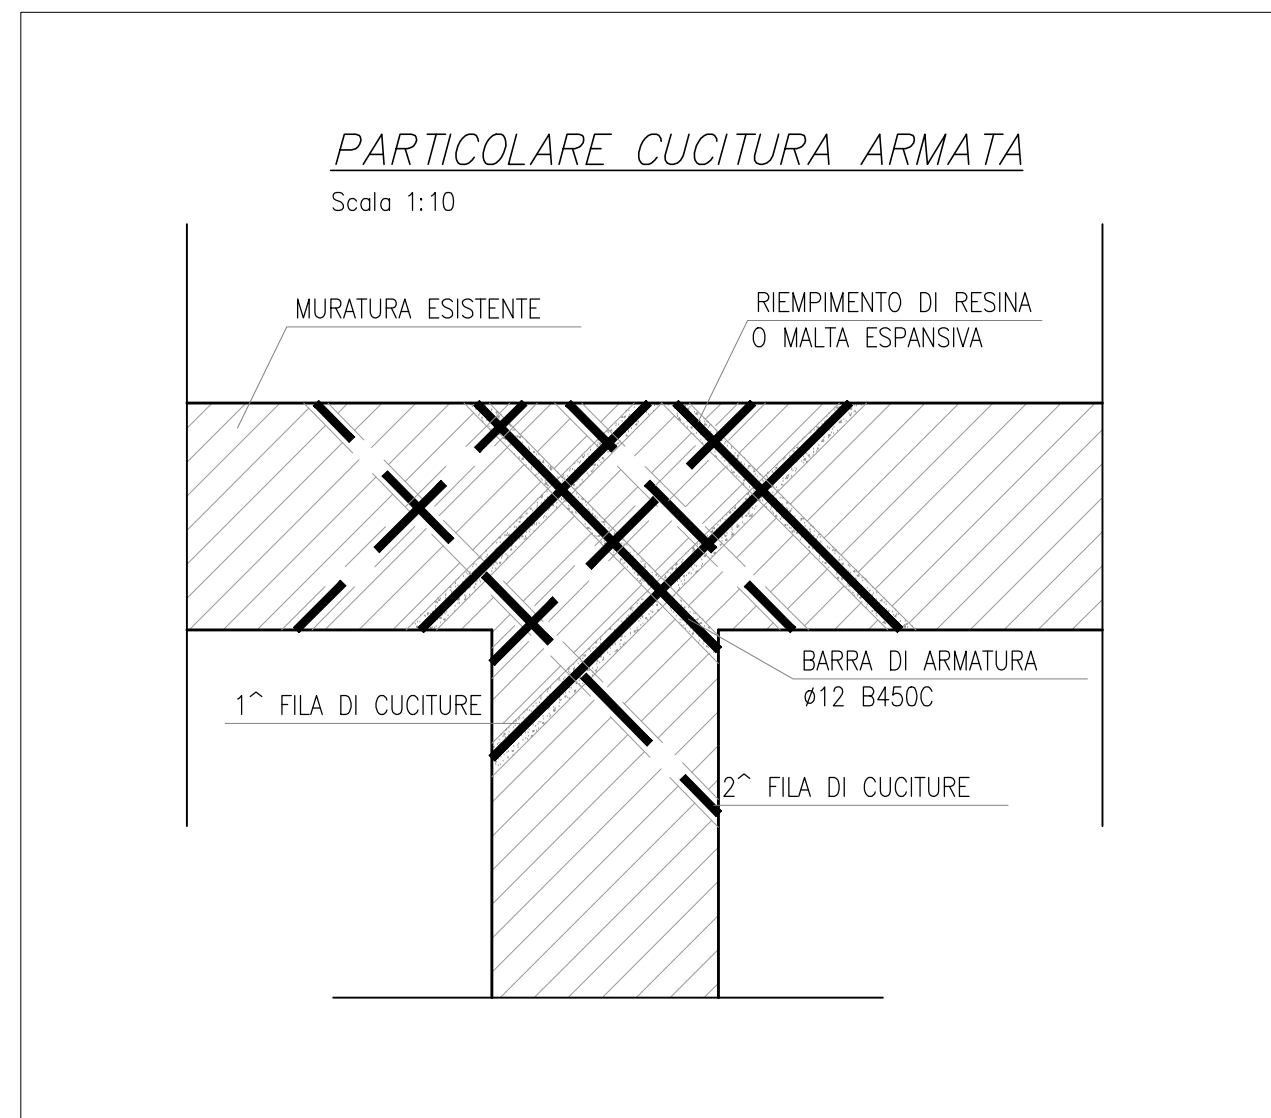 PARTICOLARE CUCITURA ARMATA
Scala 1:10
MURATURA ESISTENTE
RIEMPIMENTO DI RESINA
O MALTA ESPANSIVA
BARRA DI ARMATURA
ø12 B450C
1^ FILA DI CUCITURE
2^ FILA DI CUCITURE